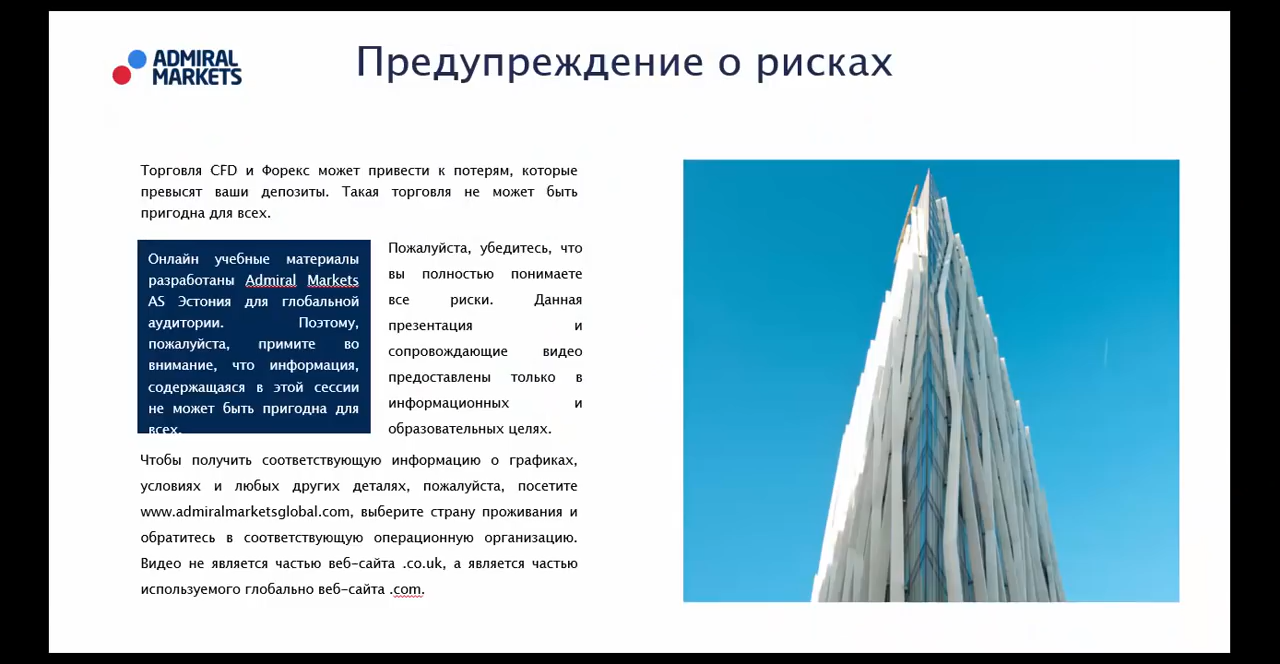 ADMIRAL
MARKETS
Предупреждение о рисках
Торговля CFD и Форекс может привести к потерям, которые
превысят ваши депозиты. Такая торговля не может быть
пригодна для всех.
Онлайн учебные материалы
разработаны Admiral Markets
AS Эстония для глобальной
аудитории. Поэтому,
пожалуйста, примите во
внимание, что информация,
содержащаяся в этой сессии
не может быть пригодна для
всех.
Пожалуйста, убедитесь, что
вы полностью понимаете
все риски. Данная
презентация и
сопровождающие видео
предоставлены только в
информационных и
образовательных целях.
Чтобы получить соответствующую информацию о графиках,
условиях и любых других деталях, пожалуйста, посетите
www.admiralmarketsglobal.com, выберите страну проживания и
обратитесь в соответствующую операционную организацию.
Видео не является частью веб-сайта .co.uk, а является частью
используемого глобально веб-сайта .com.